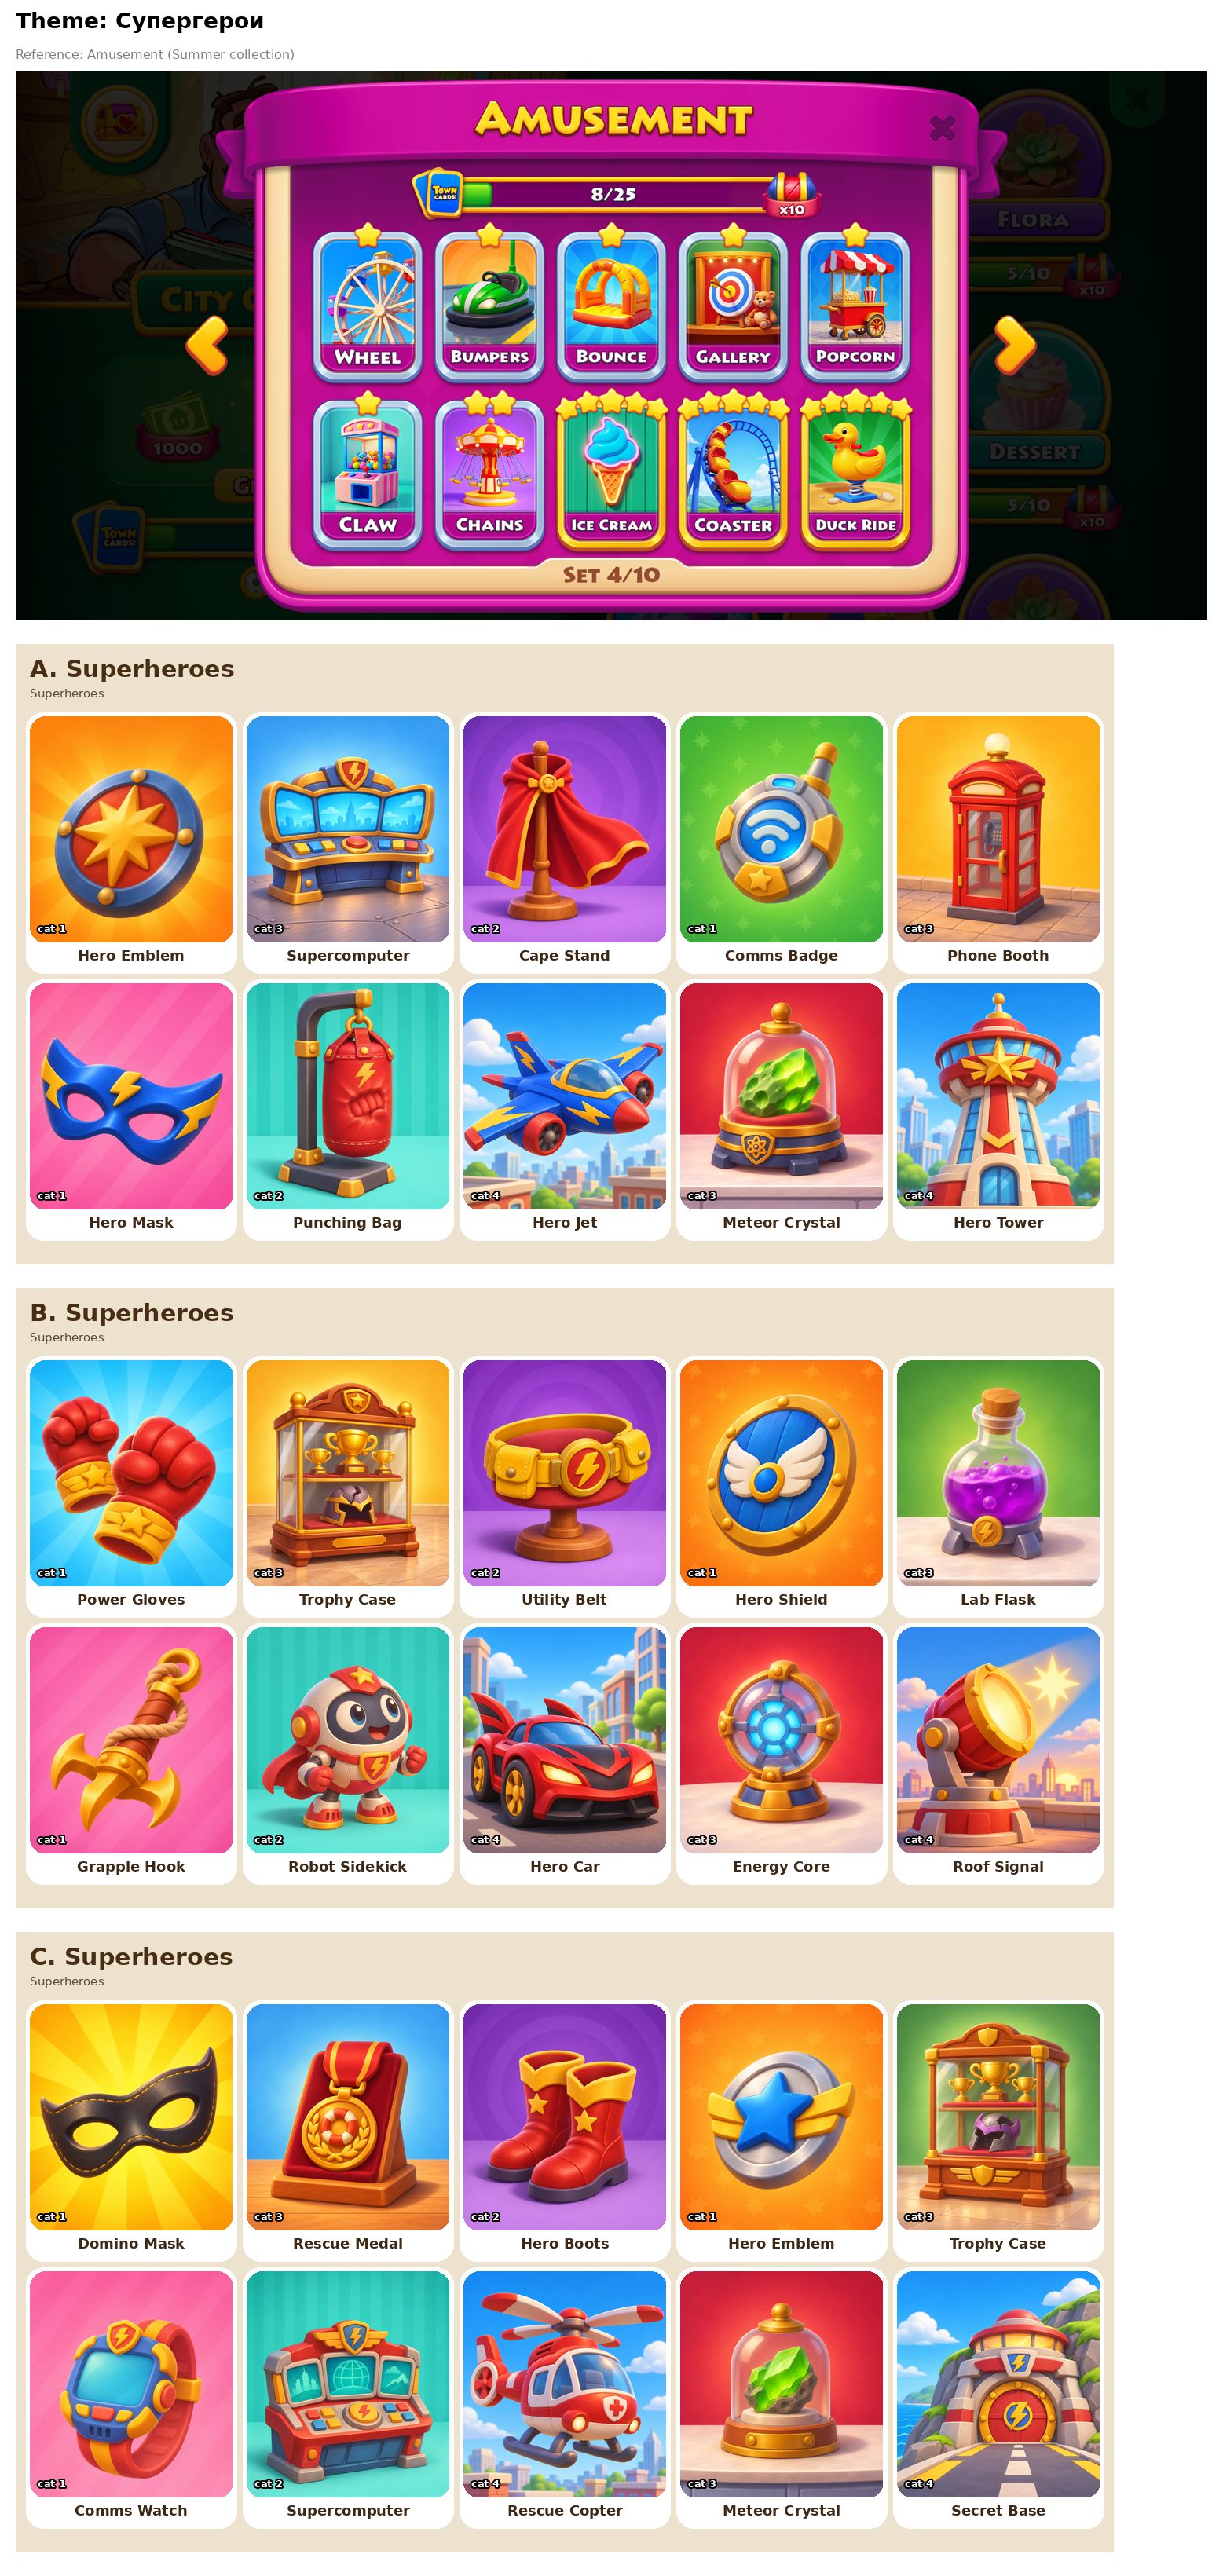 Theme: Супергерои
Reference: Amusement (Summer collection)
AMUSEMENT
TOWN CARDS!
8/25
x10
WHEEL
BUMPERS
BOUNCE
GALLERY
POPCORN
CLAW
CHAINS
ICE CREAM
COASTER
DUCK RIDE
SET 4/10
CITY
1000
TOWN CARDS!
FLORA
5/10
x10
DESSERT
5/10
x10
A. Superheroes
Superheroes
cat 1
cat 3
cat 2
cat 1
cat 3
Hero Emblem
Supercomputer
Cape Stand
Comms Badge
Phone Booth
cat 1
cat 2
cat 4
cat 3
cat 4
Hero Mask
Punching Bag
Hero Jet
Meteor Crystal
Hero Tower
B. Superheroes
Superheroes
cat 1
cat 3
cat 2
cat 1
cat 3
Power Gloves
Trophy Case
Utility Belt
Hero Shield
Lab Flask
cat 1
cat 2
cat 4
cat 3
cat 4
Grapple Hook
Robot Sidekick
Hero Car
Energy Core
Roof Signal
C. Superheroes
Superheroes
cat 1
cat 3
cat 2
cat 1
cat 3
Domino Mask
Rescue Medal
Hero Boots
Hero Emblem
Trophy Case
cat 1
cat 2
cat 4
cat 3
cat 4
Comms Watch
Supercomputer
Rescue Copter
Meteor Crystal
Secret Base